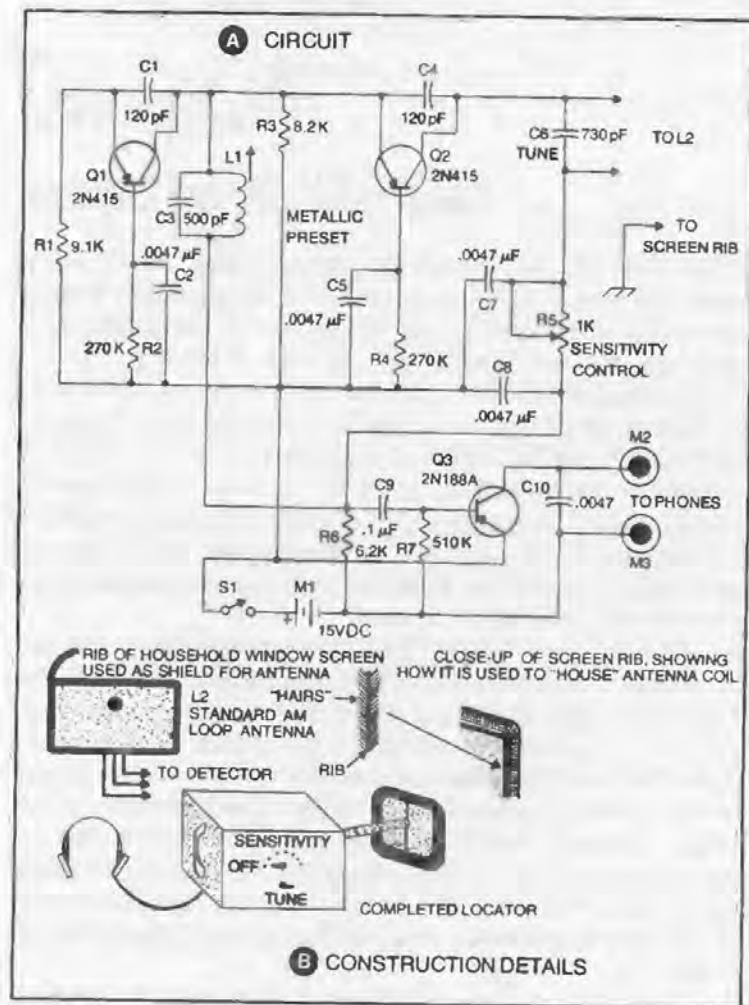 A CIRCUIT
C1
120 pF
C4
120 pF
R3 8.2K
C6 730 pF
TUNE
TO L2
Q1
2N415
L1
Q2
2N415
C3 500 pF
METALLIC
PRESET
TO
SCREEN RIB
R1 9.1K
.0047 µF
C2
C5
.0047 µF
.0047 µF
C7
R5 1K
SENSITIVITY
CONTROL
270 K R2
R4 270K
C8
.0047 µF
Q3
2N188A
M2
C9
.1 µF
C10 .0047
TO PHONES
R6
6.2K
R7 510 K
M3
S1
M1
+
15VDC
RIB OF HOUSEHOLD WINDOW SCREEN
USED AS SHIELD FOR ANTENNA
CLOSE-UP OF SCREEN RIB, SHOWING
HOW IT IS USED TO "HOUSE" ANTENNA COIL
L2
STANDARD AM
LOOP ANTENNA
"HAIRS"
RIB
TO DETECTOR
SENSITIVITY
OFF
TUNE
COMPLETED LOCATOR
B CONSTRUCTION DETAILS